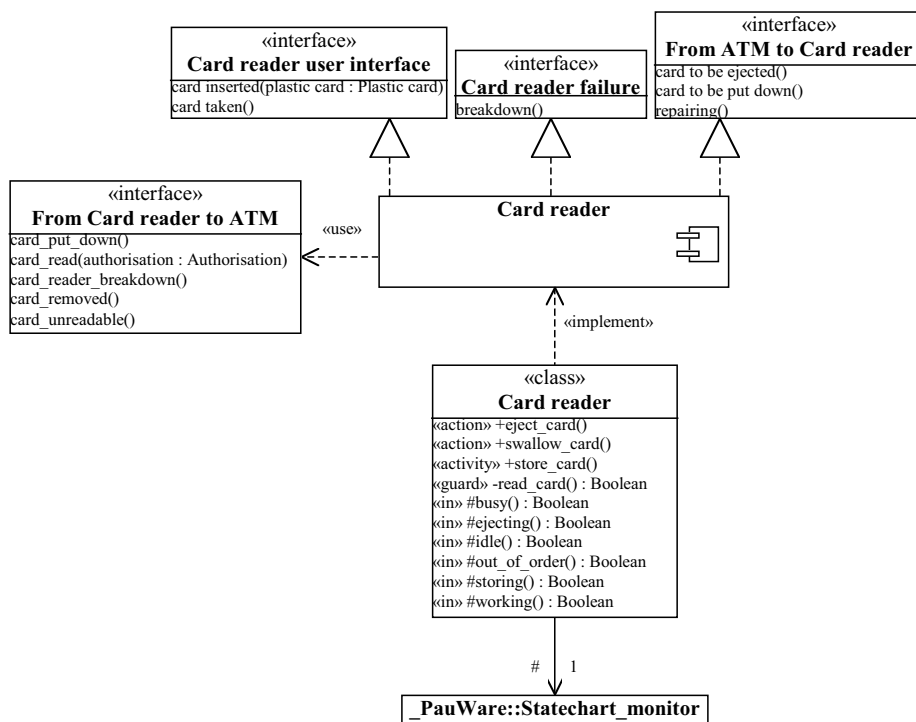 «interface»
Card reader user interface
card inserted(plastic card : Plastic card)
card taken()
«interface»
Card reader failure
breakdown()
«interface»
From ATM to Card reader
card to be ejected()
card to be put down()
repairing()
«interface»
From Card reader to ATM
card_put_down()
card_read(authorisation : Authorisation)
card_reader_breakdown()
card_removed()
card_unreadable()
«use»
Card reader
«implement»
«class»
Card reader
«action» +eject_card()
«action» +swallow_card()
«activity» +store_card()
«guard» -read_card() : Boolean
«in» #busy() : Boolean
«in» #ejecting() : Boolean
«in» #idle() : Boolean
«in» #out_of_order() : Boolean
«in» #storing() : Boolean
«in» #working() : Boolean
# 1
_PauWare::Statechart_monitor